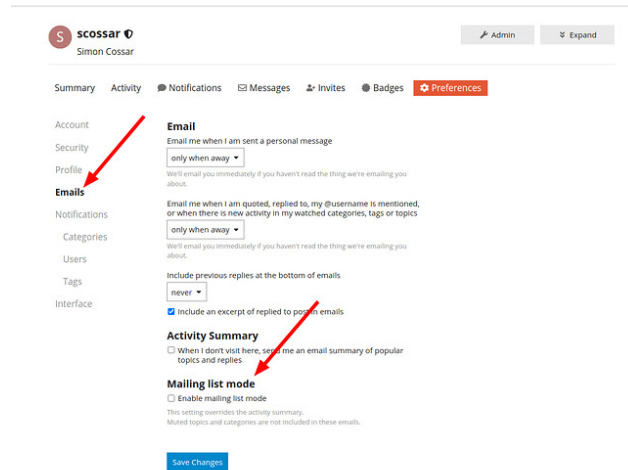 S scossar
Simon Cossar
Admin
Expand
Summary Activity Notifications Messages Invites Badges Preferences
Account
Security
Profile
Emails
Notifications
Categories
Users
Tags
Interface
Email
Email me when I am sent a personal message
only when away
We'll email you immediately if you haven't read the thing we're emailing you
about.
Email me when I am quoted, replied to, my @username is mentioned,
or when there is new activity in my watched categories, tags or topics
only when away
We'll email you immediately if you haven't read the thing we're emailing you
about.
Include previous replies at the bottom of emails
never
Include an excerpt of replied to post in emails
Activity Summary
When I don't visit here, send me an email summary of popular
topics and replies
Mailing list mode
Enable mailing list mode
This setting overrides the activity summary.
Muted topics and categories are not included in these emails.
Save Changes